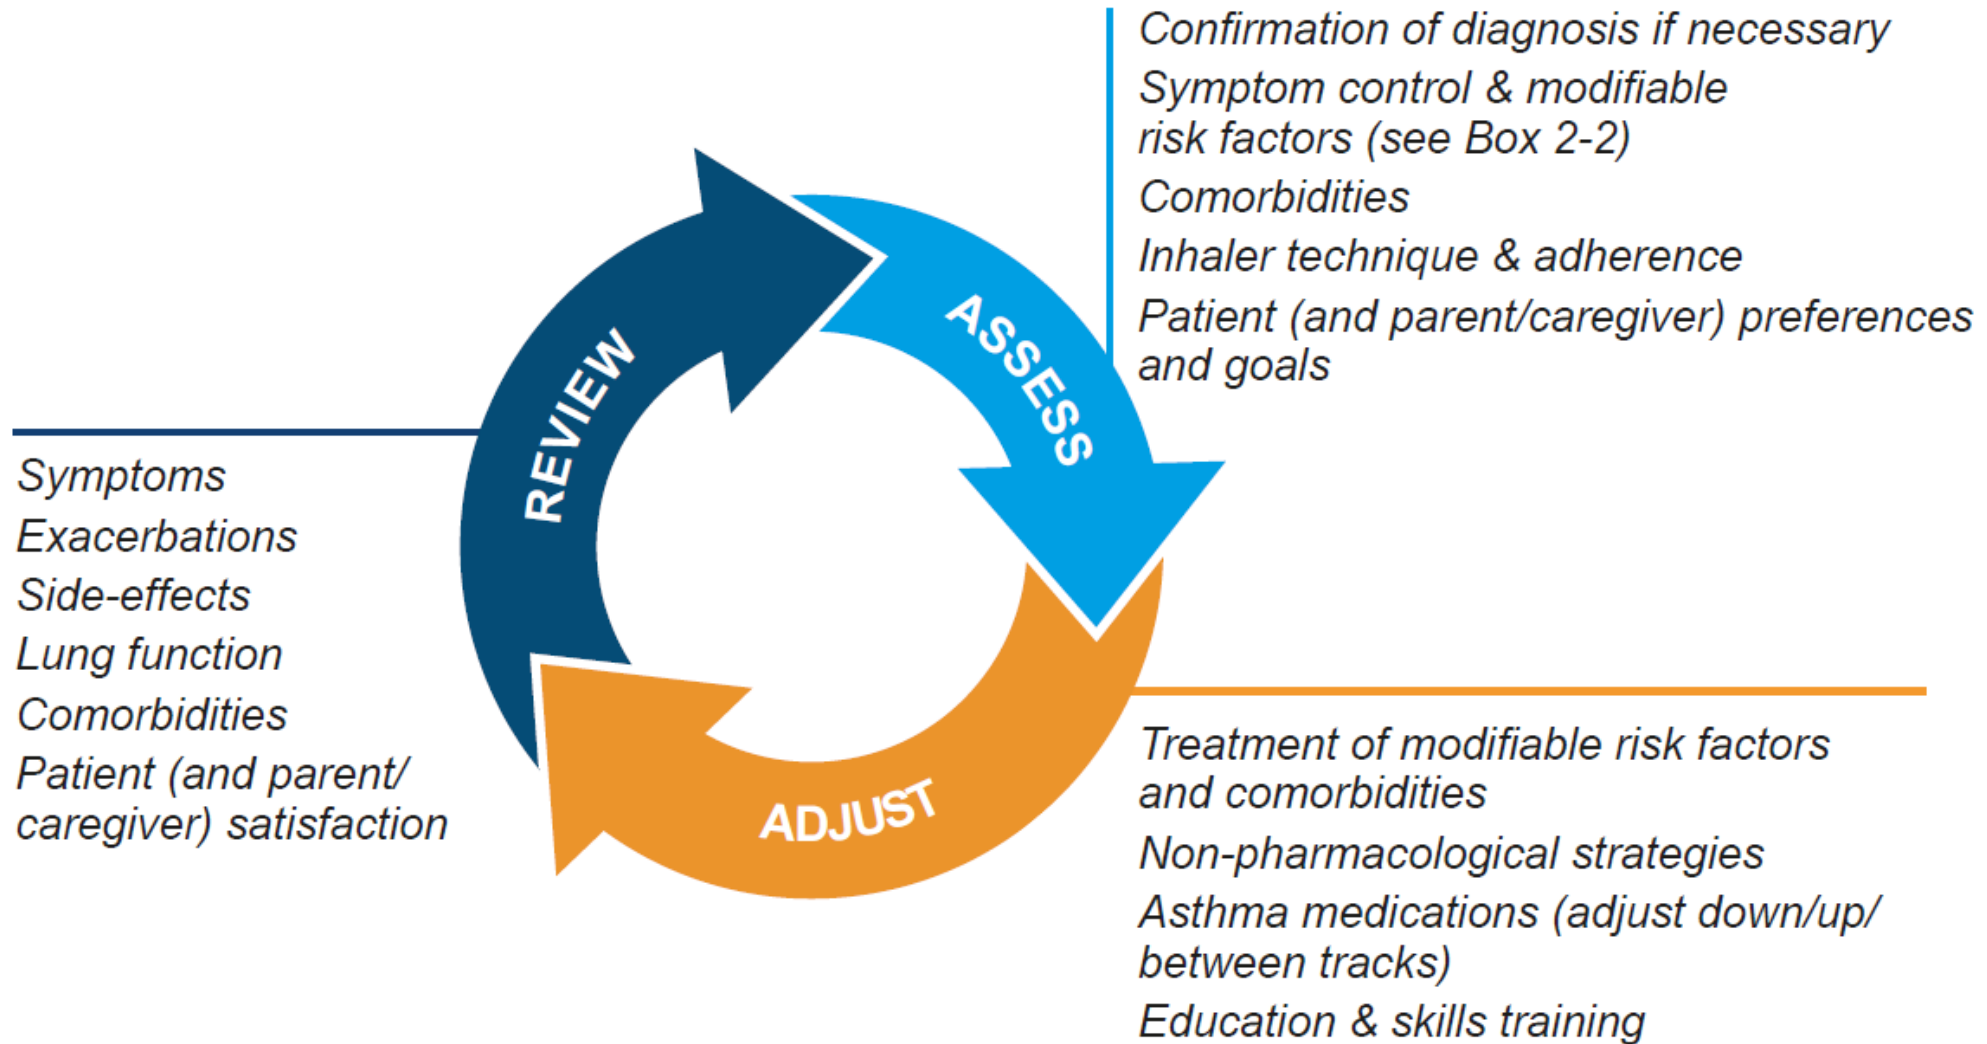 Confirmation of diagnosis if necessary
Symptom control & modifiable
risk factors (see Box 2-2)
Comorbidities
Inhaler technique & adherence
Patient (and parent/caregiver) preferences
and goals
ASSESS
REVIEW
Symptoms
Exacerbations
Side-effects
Lung function
Comorbidities
Patient (and parent/
caregiver) satisfaction
ADJUST
Treatment of modifiable risk factors
and comorbidities
Non-pharmacological strategies
Asthma medications (adjust down/up/
between tracks)
Education & skills training